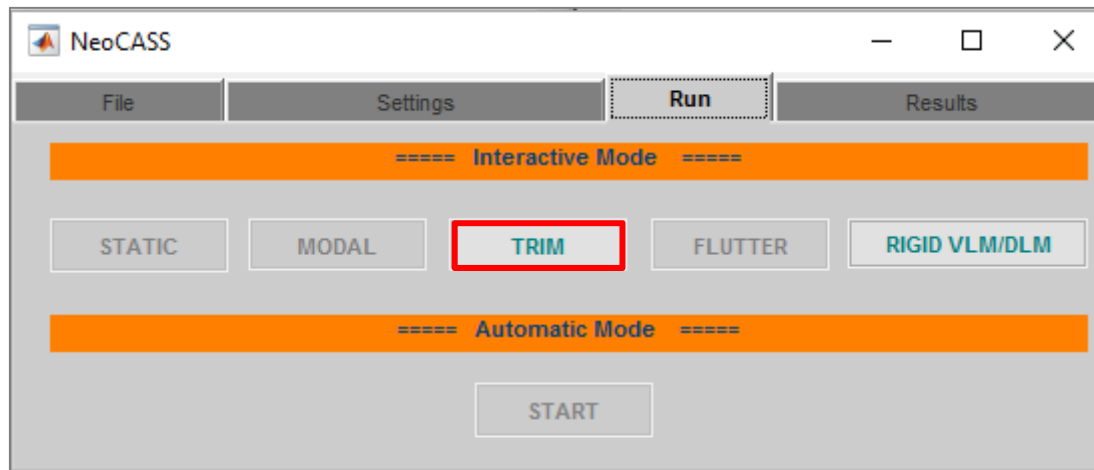 NeoCASS
File Settings Run Results
===== Interactive Mode =====
STATIC MODAL TRIM FLUTTER RIGID VLM/DLM
===== Automatic Mode =====
START